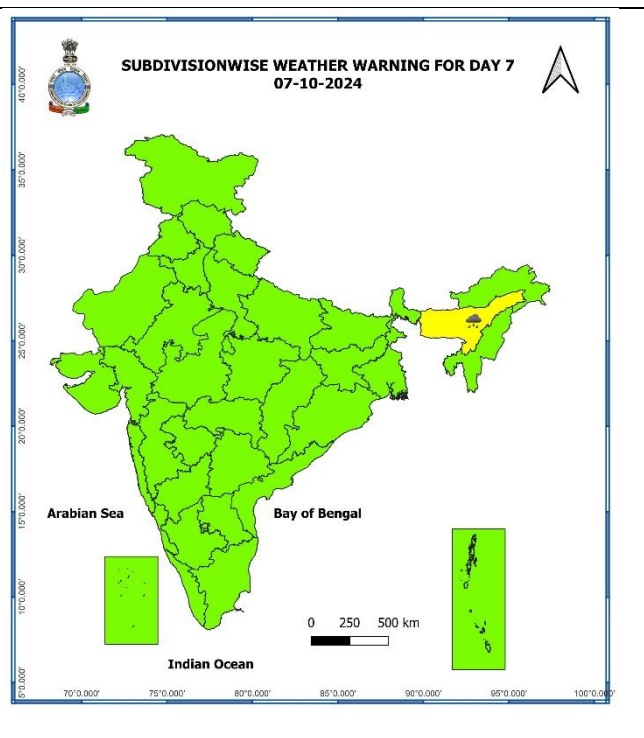 SUBDIVISIONWISE WEATHER WARNING FOR DAY 7
07-10-2024
40°0.000'
35°0.000'
30°0.000'
25°0.000'
20°0.000'
15°0.000'
10°0.000'
5°0.000'
Arabian Sea
Bay of Bengal
0 250 500 km
Indian Ocean
70°0.000' 75°0.000' 80°0.000' 85°0.000' 90°0.000' 95°0.000' 100°0.000'